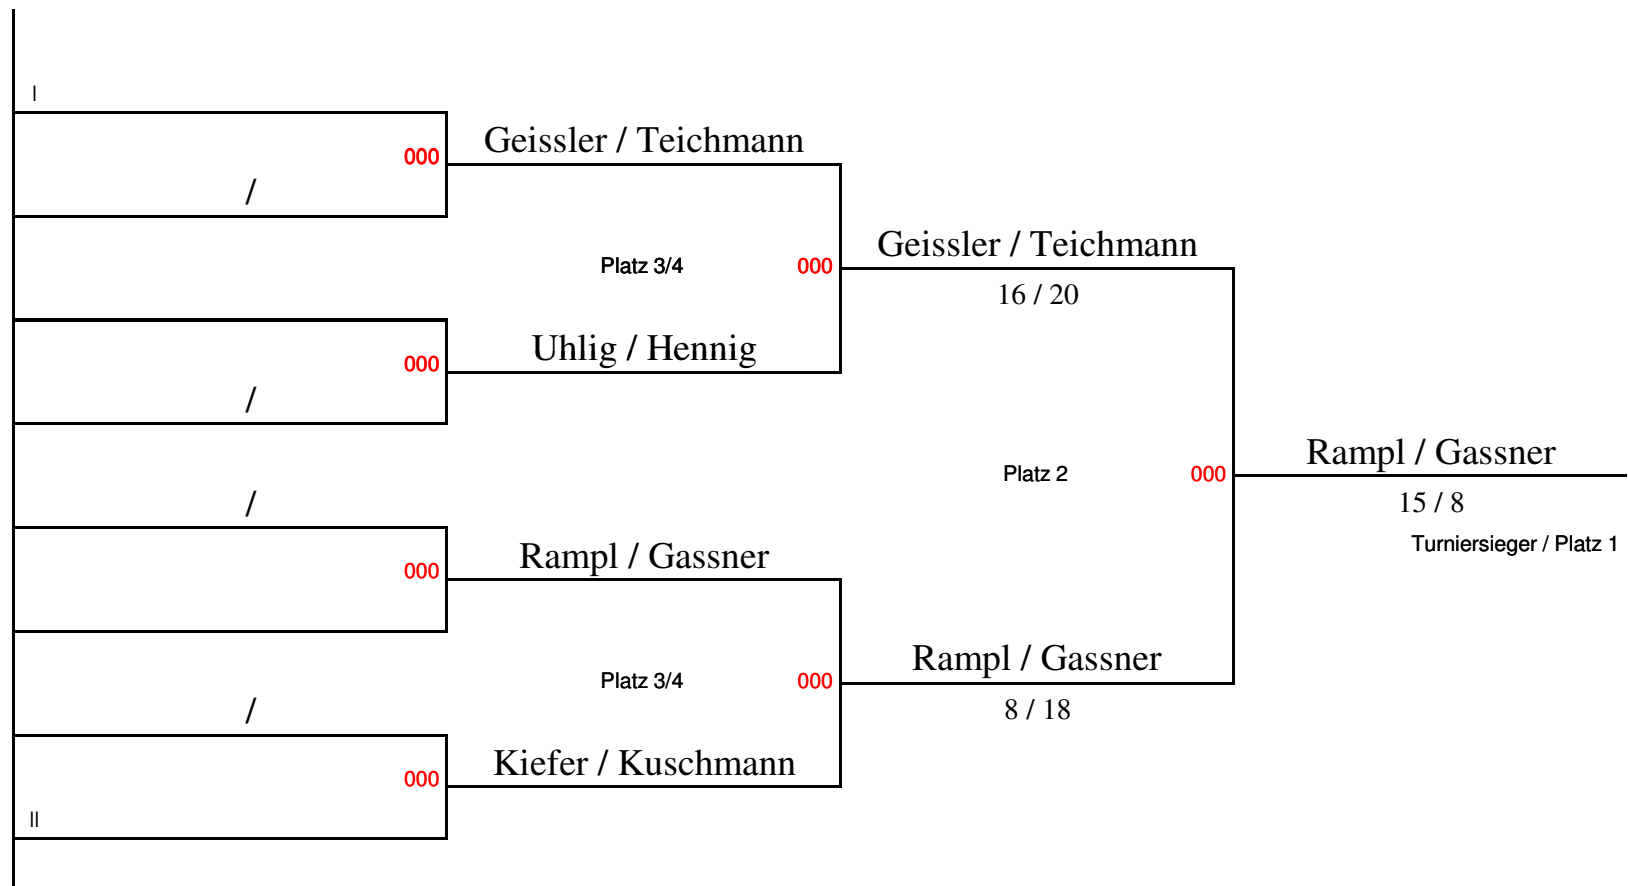 I
Geissler / Teichmann
000
/
Geissler / Teichmann
Platz 3/4
000
16 / 20
Uhlig / Hennig
000
/
Rampl / Gassner
Platz 2
000
15 / 8
/
Turniersieger / Platz 1
Rampl / Gassner
000
Rampl / Gassner
Platz 3/4
000
8 / 18
/
Kiefer / Kuschmann
000
II